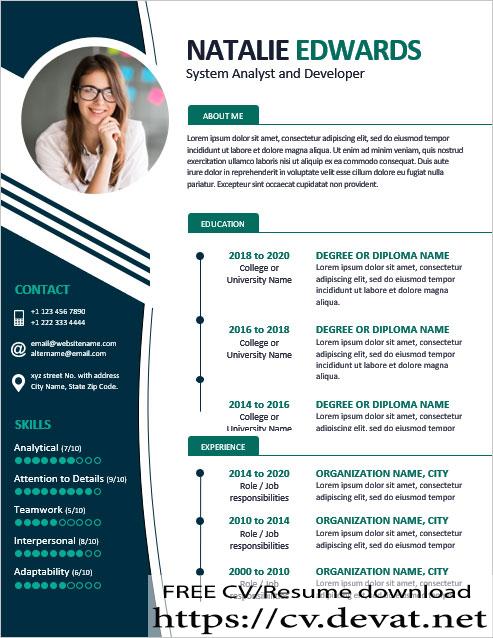 NATALIE EDWARDS
System Analyst and Developer
ABOUT ME
Lorem ipsum dolor sit amet, consectetur adipiscing elit, sed do eiusmod tempor
incididunt ut labore et dolore magna aliqua. Ut enim ad minim veniam, quis nostrud
exercitation ullamco laboris nisi ut aliquip ex ea commodo consequat. Duis aute
irure dolor in reprehenderit in voluptate velit esse cillum dolore eu fugiat nulla
pariatur. Excepteur sint occaecat cupidatat non proident.
EDUCATION
2018 to 2020
College or
University Name
DEGREE OR DIPLOMA NAME
Lorem ipsum dolor sit amet, consectetur
adipiscing elit, sed do eiusmod tempor
incididunt ut labore et dolore magna
aliqua.
2016 to 2018
College or
University Name
DEGREE OR DIPLOMA NAME
Lorem ipsum dolor sit amet, consectetur
adipiscing elit, sed do eiusmod tempor
incididunt ut labore et dolore magna
aliqua.
2014 to 2016
College or
University Name
DEGREE OR DIPLOMA NAME
Lorem ipsum dolor sit amet, consectetur
adipiscing elit, sed do eiusmod tempor
EXPERIENCE
2014 to 2020
Role / Job
responsibilities
ORGANIZATION NAME, CITY
Lorem ipsum dolor sit amet, consectetur
adipiscing elit, sed do eiusmod tempor
2010 to 2014
Role / Job
responsibilities
ORGANIZATION NAME, CITY
Lorem ipsum dolor sit amet, consectetur
adipiscing elit, sed do eiusmod tempor
2000 to 2010
Role / Job
responsibilities
ORGANIZATION NAME, CITY
Lorem ipsum dolor sit amet, consectetur
CONTACT
+1 123 456 7890
+1 222 333 4444
@
email@websitename.com
altername@email.com
xyz street No. with address
City Name, State Zip Code.
SKILLS
Analytical (7/10)
Attention to Details (9/10)
Teamwork (5/10)
Interpersonal (8/10)
Adaptability (6/10)
FREE CV/Resume download
https://cv.devat.net